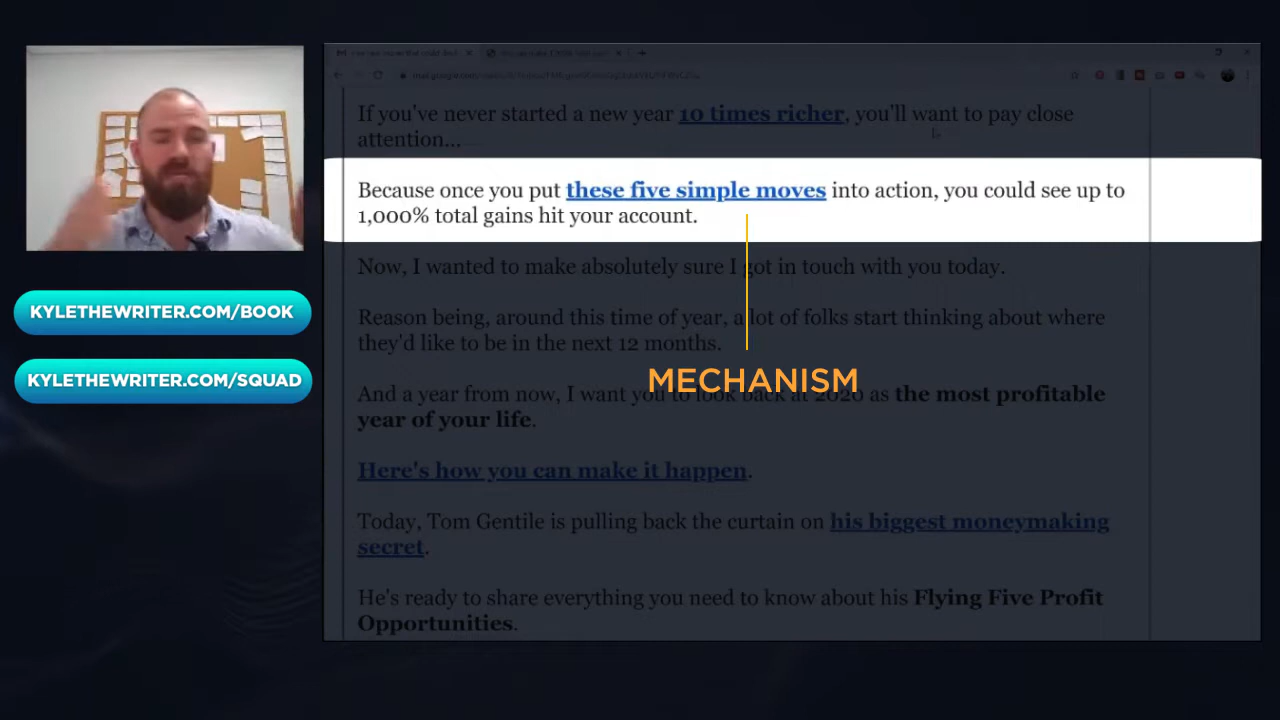 If you've never started a new year 10 times richer, you'll want to pay close
attention...
Because once you put these five simple moves into action, you could see up to
1,000% total gains hit your account.
Now, I wanted to make absolutely sure I got in touch with you today.
Reason being, around this time of year, a lot of folks start thinking about where
they'd like to be in the next 12 months.
MECHANISM
And a year from now, I want you to look back at 2020 as the most profitable
year of your life.
Here's how you can make it happen.
Today, Tom Gentile is pulling back the curtain on his biggest moneymaking
secret.
He's ready to share everything you need to know about his Flying Five Profit
Opportunities.
KYLETHEWRITER.COM/BOOK
KYLETHEWRITER.COM/SQUAD